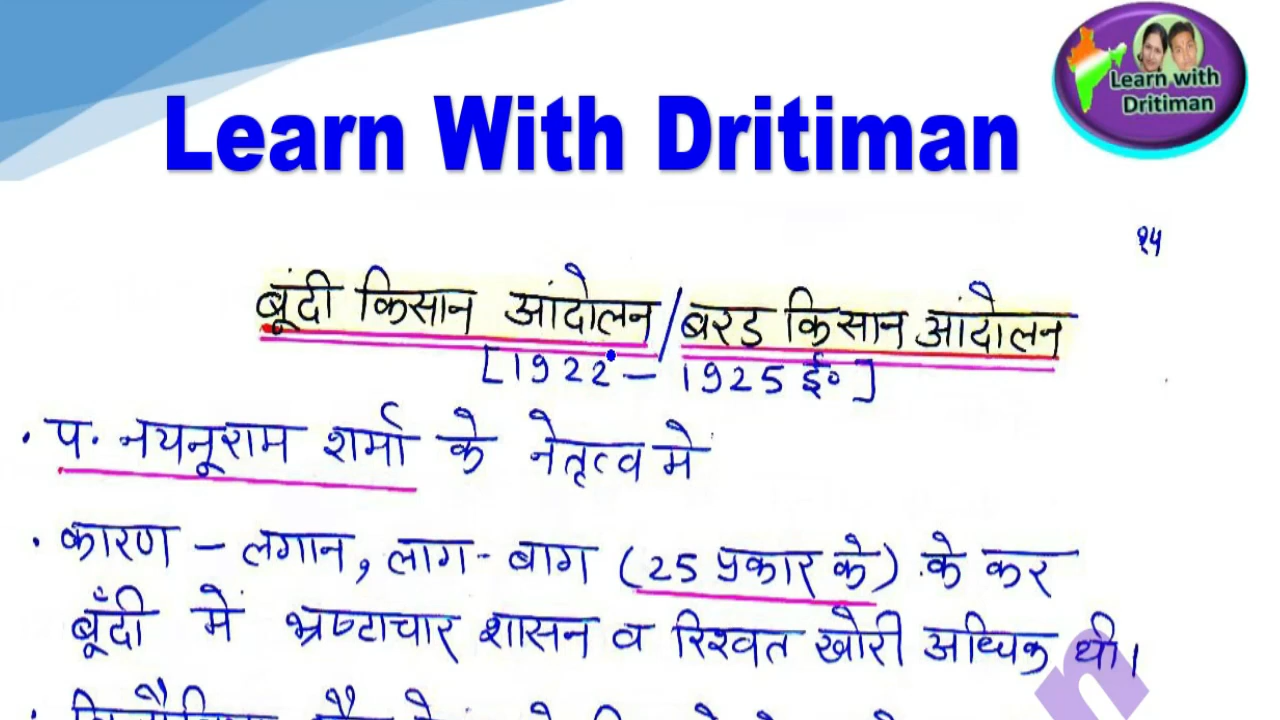 Learn with
Dritiman
Learn With Dritiman
१५
बूंदी किसान आंदोलन/बरड किसान आंदोलन
[1922 – 1925 ई०]
. प. नयनूराम शर्मा के नेतृत्व में
. कारण – लगान, लाग-बाग (25 प्रकार के) के कर
बूँदी में भ्रष्टाचार शासन व रिश्वत खोरी अधिक थी।